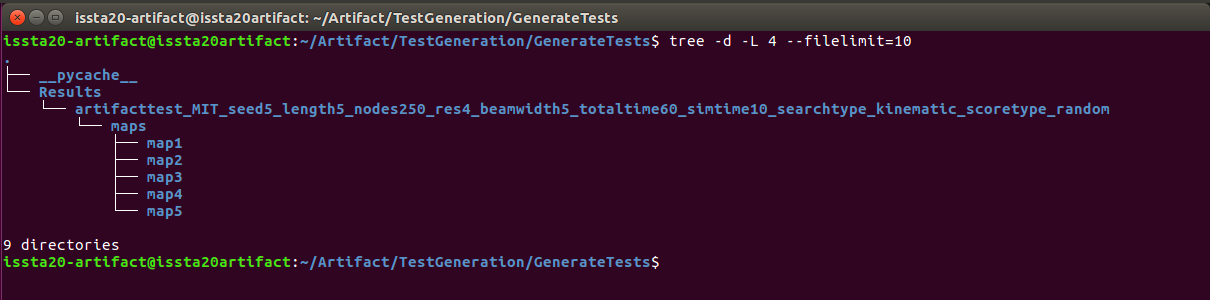 issta20-artifact@issta20artifact: ~/Artifact/TestGeneration/GenerateTests
issta20-artifact@issta20artifact:~/Artifact/TestGeneration/GenerateTests$ tree -d -L 4 --filelimit=10
.
├── __pycache__
└── Results
    └── artifacttest_MIT_seed5_length5_nodes250_res4_beamwidth5_totaltime60_simtime10_searchtype_kinematic_scoretype_random
        └── maps
            ├── map1
            ├── map2
            ├── map3
            ├── map4
            └── map5
9 directories
issta20-artifact@issta20artifact:~/Artifact/TestGeneration/GenerateTests$